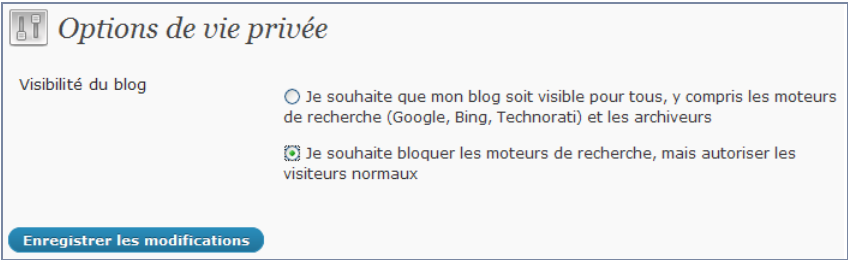 Options de vie privée
Visibilité du blog
Je souhaite que mon blog soit visible pour tous, y compris les moteurs
de recherche (Google, Bing, Technorati) et les archiveurs
Je souhaite bloquer les moteurs de recherche, mais autoriser les
visiteurs normaux
Enregistrer les modifications